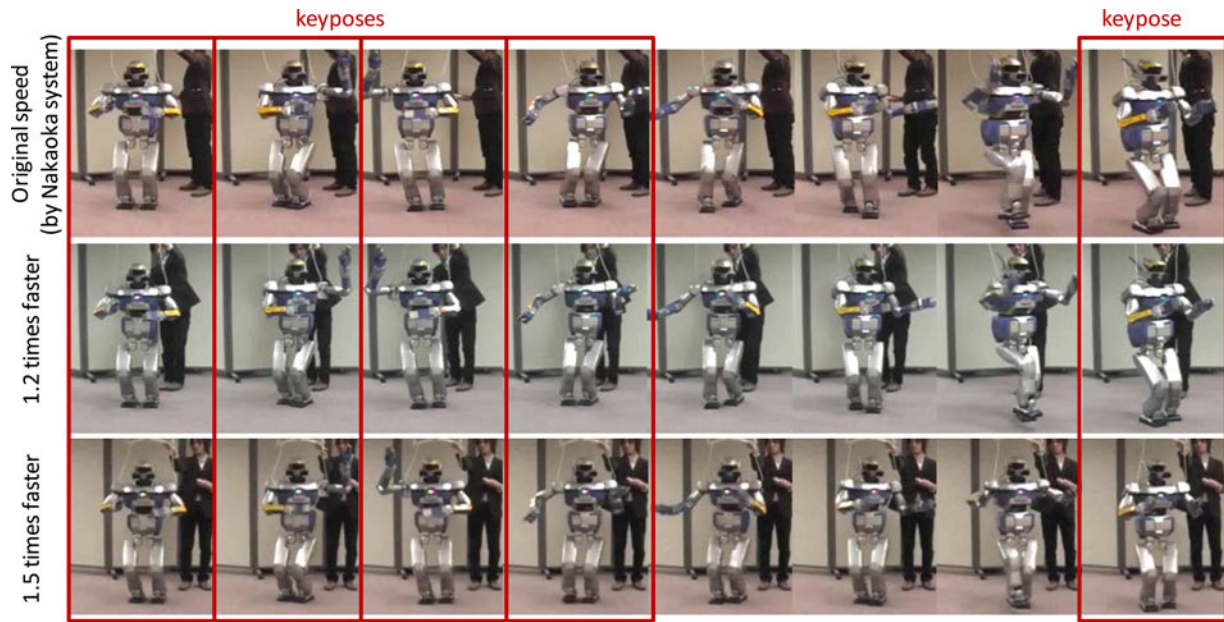 keyposes
keypose
Original speed
(by Nakaoka system)
1.2 times faster
1.5 times faster